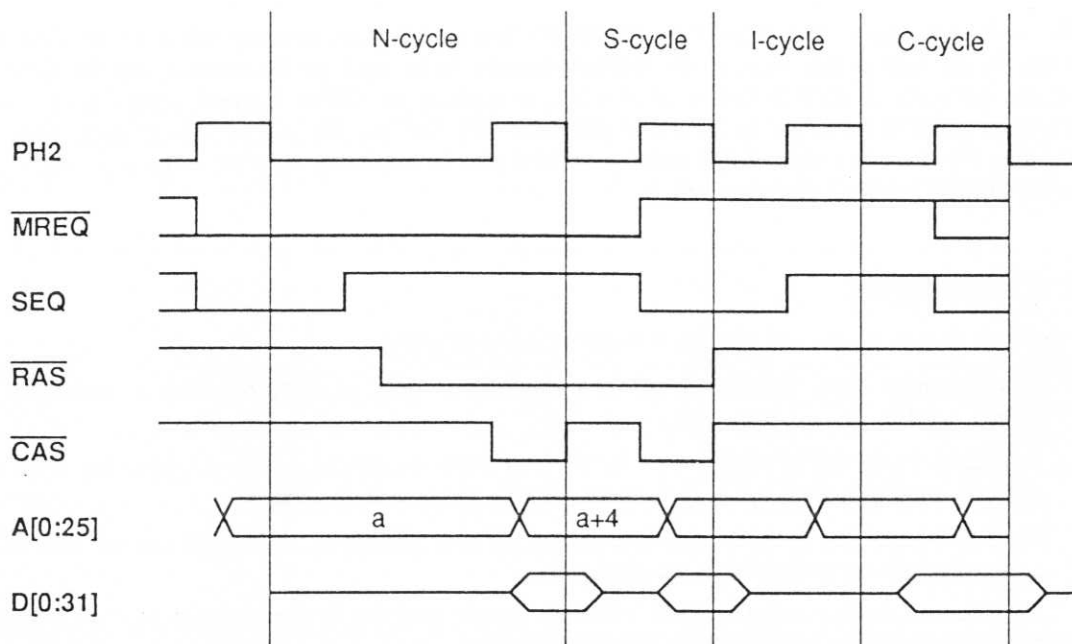 N-cycle S-cycle I-cycle C-cycle
PH2
MREQ
SEQ
RAS
CAS
A[0:25] a a+4
D[0:31]